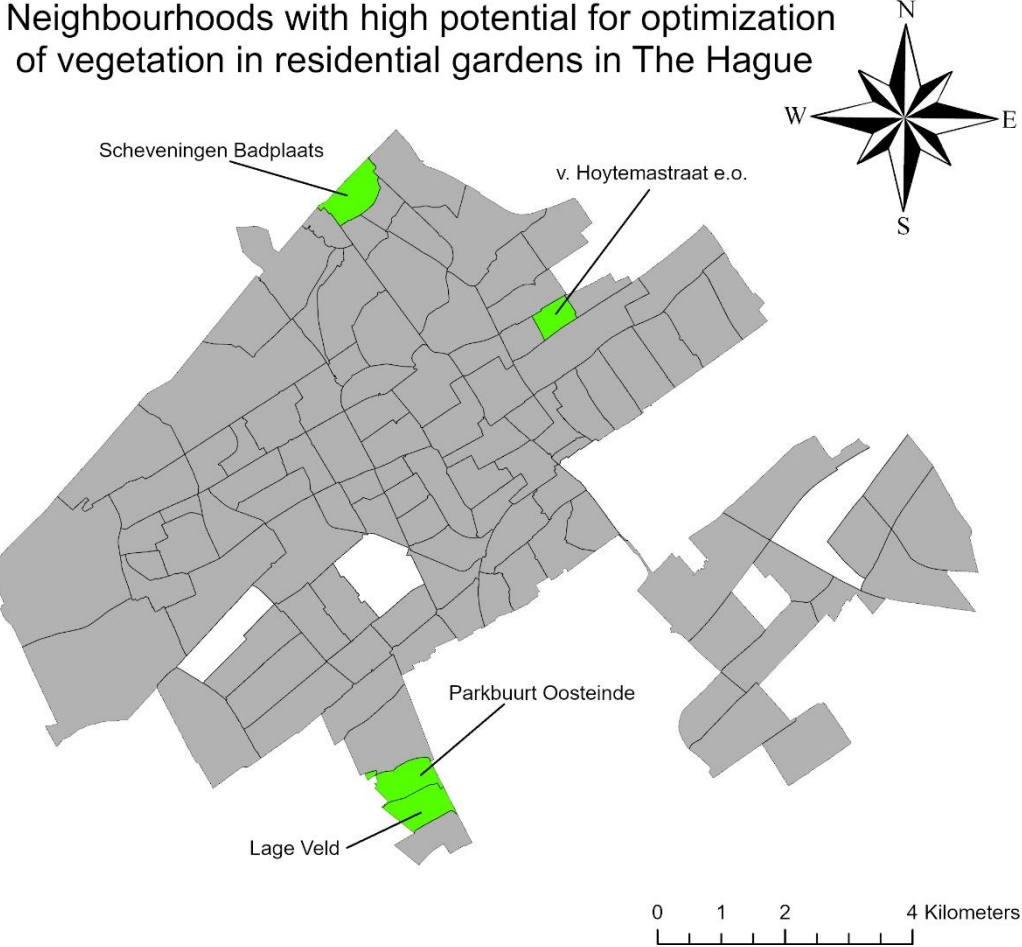 Neighbourhoods with high potential for optimization
of vegetation in residential gardens in The Hague
N
W
E
S
Scheveningen Badplaats
v. Hoytemastraat e.o.
Parkbuurt Oosteinde
Lage Veld
0 1 2 4 Kilometers